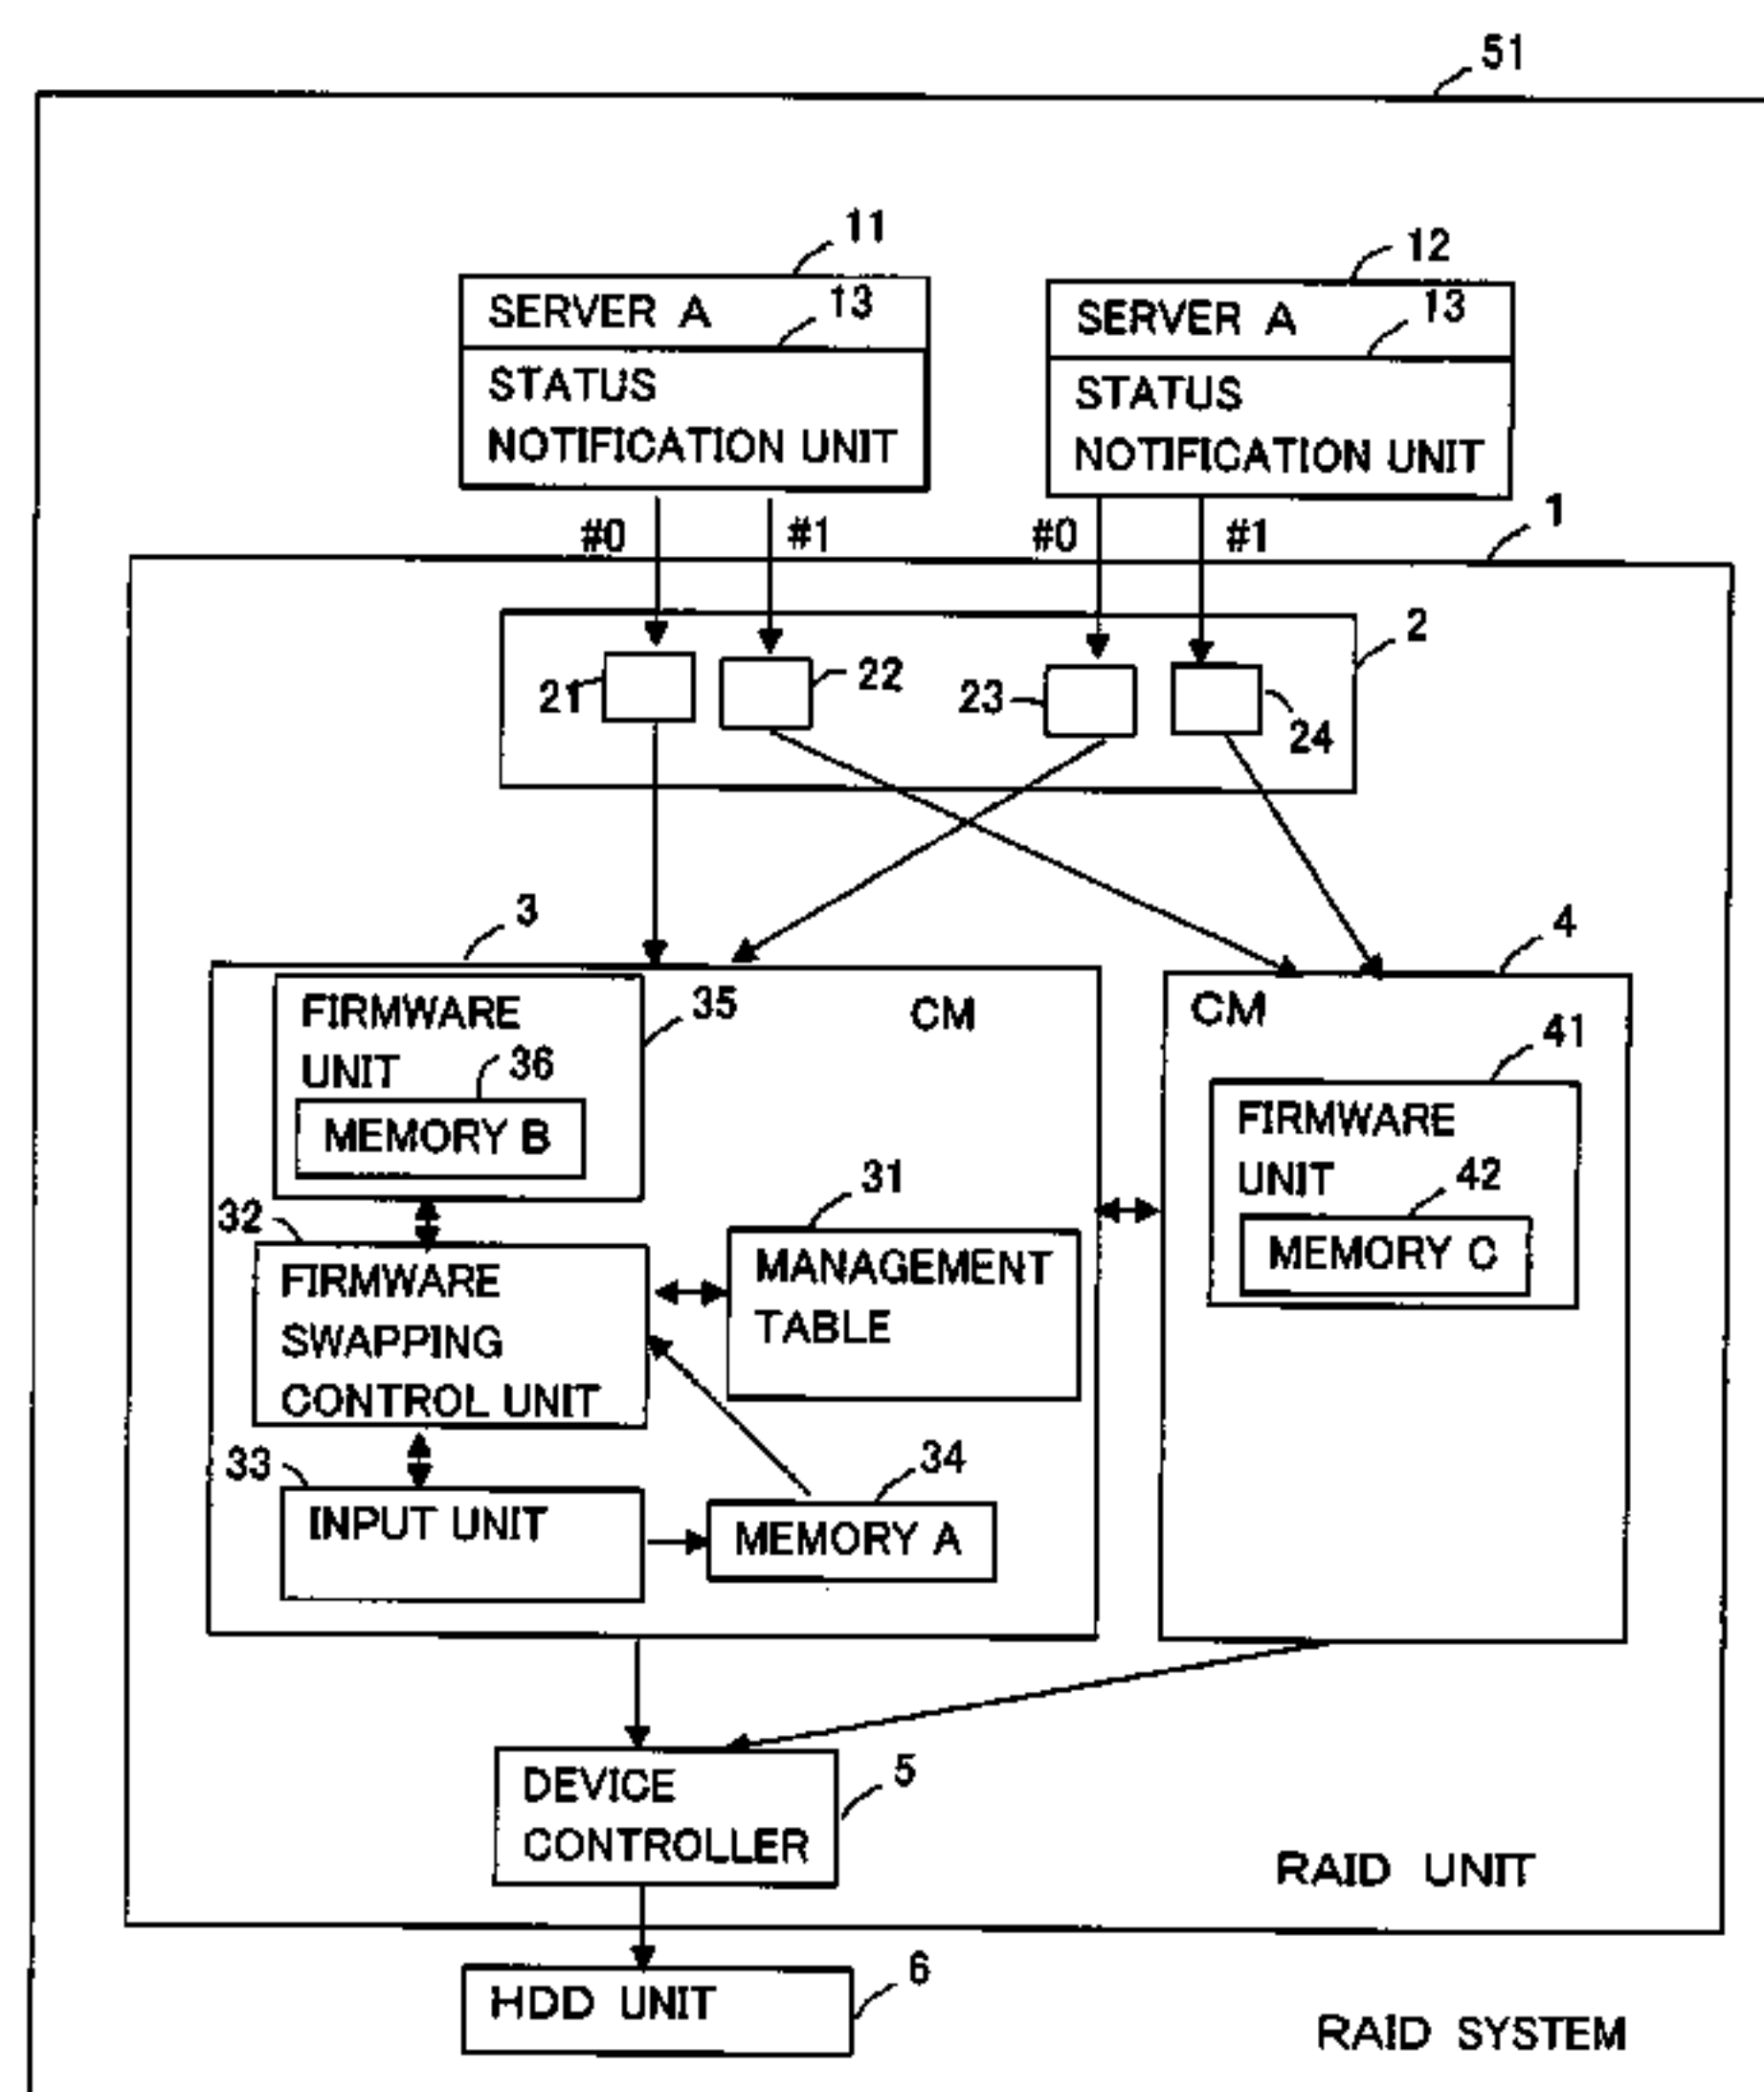 51
11
12
SERVER A
13
SERVER A
13
STATUS
NOTIFICATION UNIT
STATUS
NOTIFICATION UNIT
#0
#1
#0
#1
1
2
21
22
23
24
3
4
FIRMWARE
UNIT
35
CM
CM
36
MEMORY B
41
FIRMWARE
UNIT
42
MEMORY C
32
31
FIRMWARE
SWAPPING
CONTROL UNIT
MANAGEMENT
TABLE
33
34
INPUT UNIT
MEMORY A
DEVICE
CONTROLLER
5
RAID UNIT
HDD UNIT
6
RAID SYSTEM